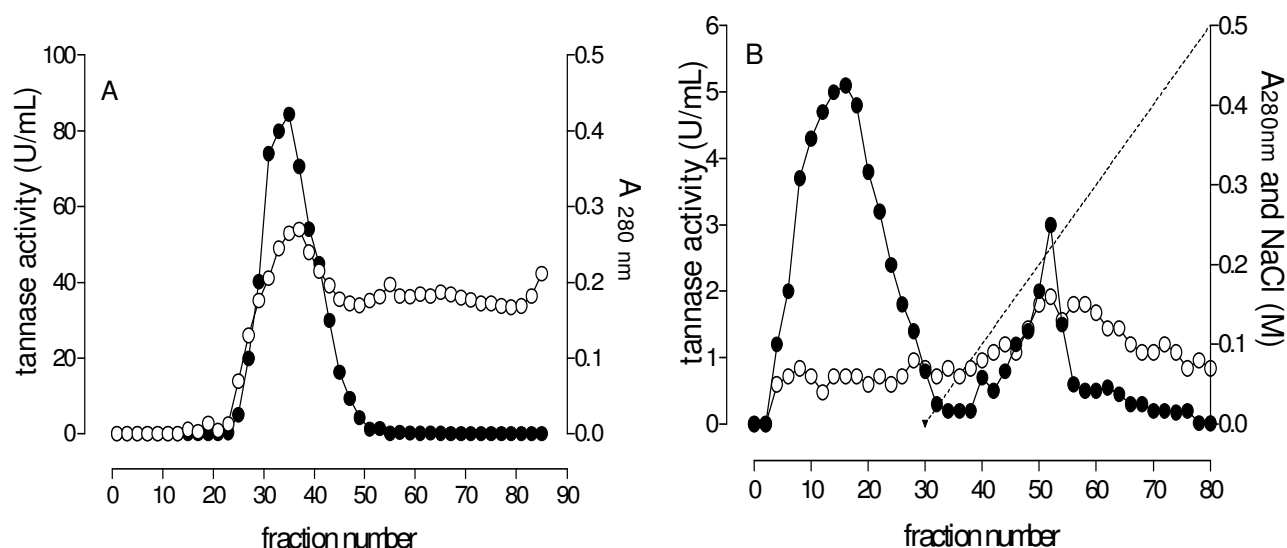 A
tannase activity (U/mL)
100
80
60
40
20
0
0.5
0.4
0.3
0.2
0.1
0.0
A 280 nm
0 10 20 30 40 50 60 70 80 90
fraction number
B
tannase activity (U/mL)
6
5
4
3
2
1
0
0.5
0.4
0.3
0.2
0.1
0.0
A280nm and NaCl (M)
0 10 20 30 40 50 60 70 80
fraction number